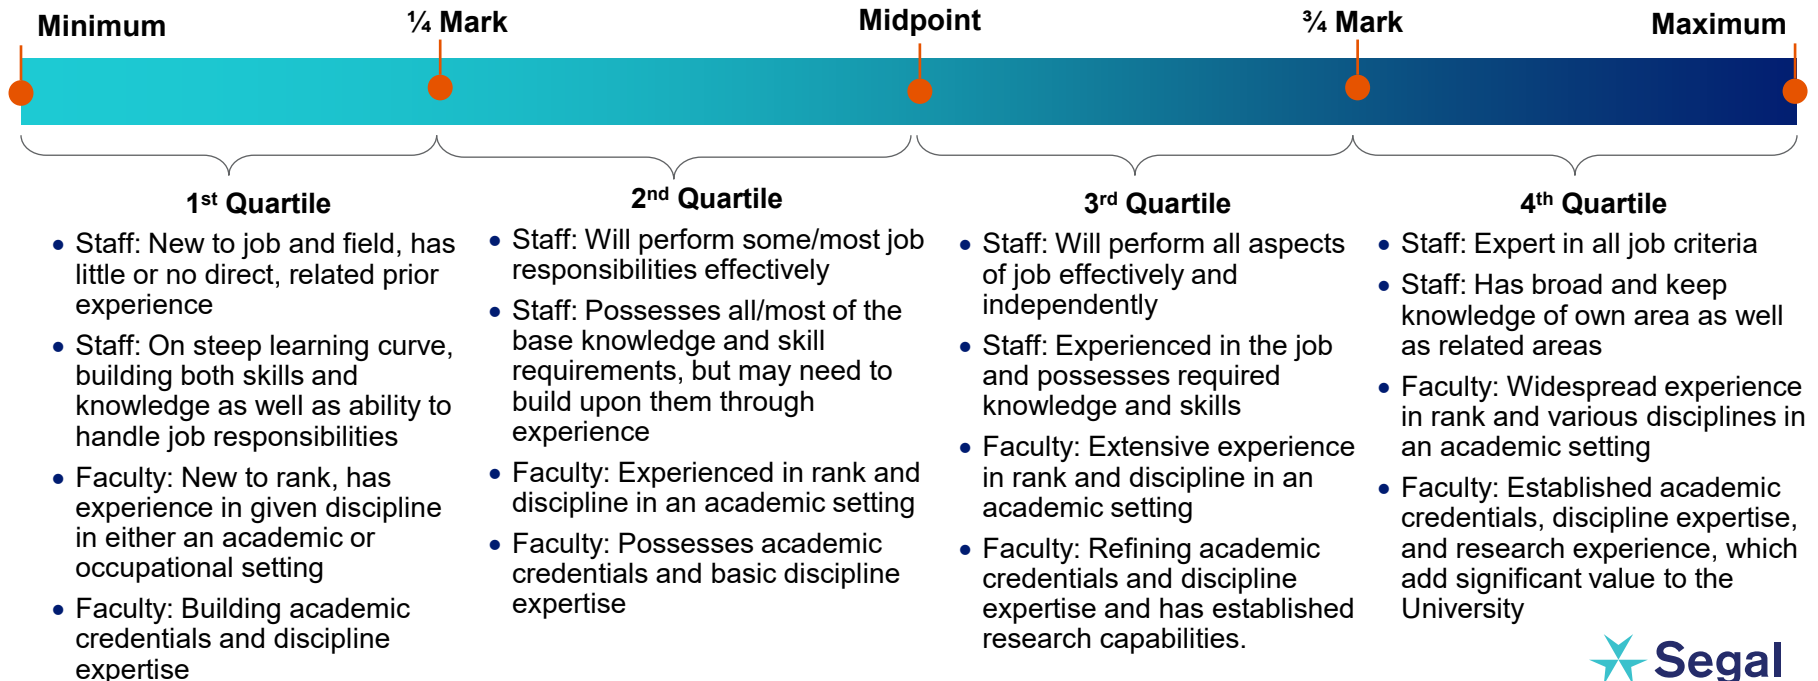 Minimum
¼ Mark
Midpoint
¾ Mark
Maximum
1st Quartile
• Staff: New to job and field, has
little or no direct, related prior
experience
• Staff: On steep learning curve,
building both skills and
knowledge as well as ability to
handle job responsibilities
• Faculty: New to rank, has
experience in given discipline
in either an academic or
occupational setting
• Faculty: Building academic
credentials and discipline
expertise
2nd Quartile
• Staff: Will perform some/most job
responsibilities effectively
• Staff: Possesses all/most of the
base knowledge and skill
requirements, but may need to
build upon them through
experience
• Faculty: Experienced in rank and
discipline in an academic setting
• Faculty: Possesses academic
credentials and basic discipline
expertise
3rd Quartile
• Staff: Will perform all aspects
of job effectively and
independently
• Staff: Experienced in the job
and possesses required
knowledge and skills
• Faculty: Extensive experience
in rank and discipline in an
academic setting
• Faculty: Refining academic
credentials and discipline
expertise and has established
research capabilities.
4th Quartile
• Staff: Expert in all job criteria
• Staff: Has broad and keep
knowledge of own area as well
as related areas
• Faculty: Widespread experience
in rank and various disciplines in
an academic setting
• Faculty: Established academic
credentials, discipline expertise,
and research experience, which
add significant value to the
University
Segal